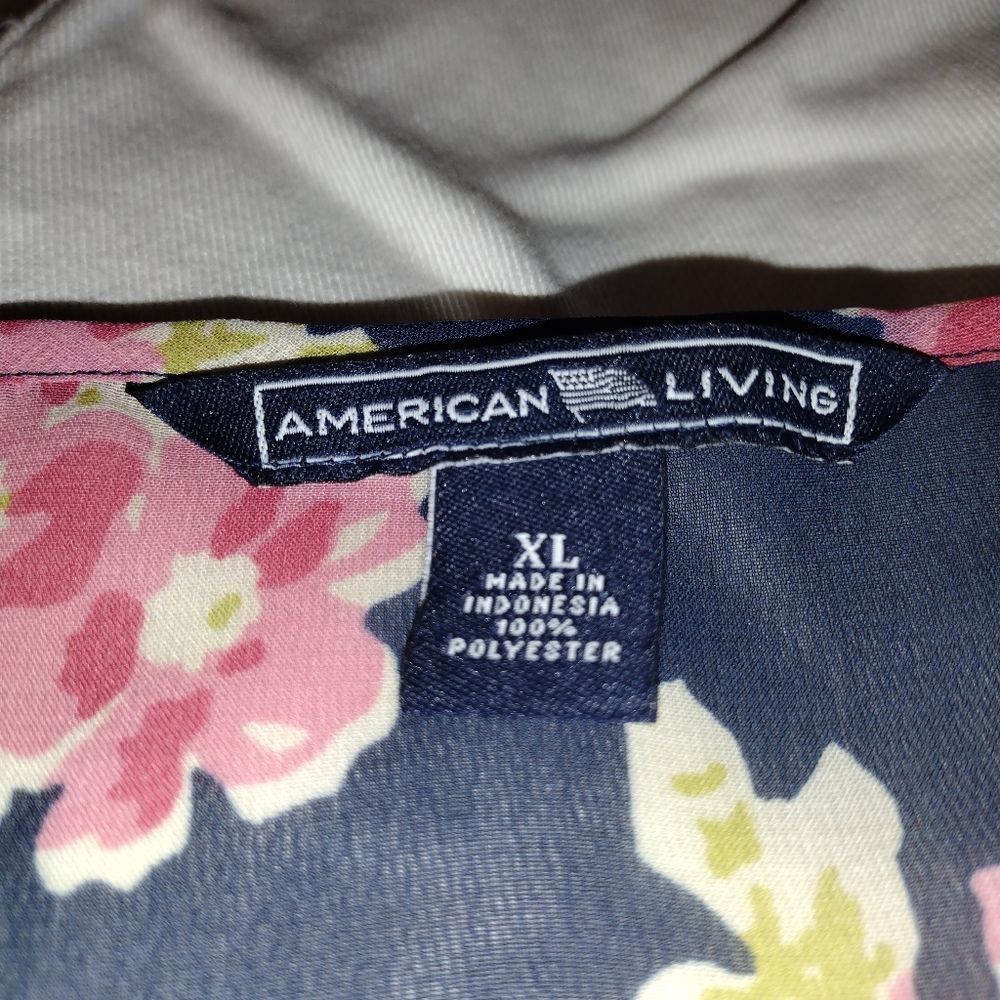 AMERICAN LIVING
XL
MADE IN
INDONESIA
100%
POLYESTER